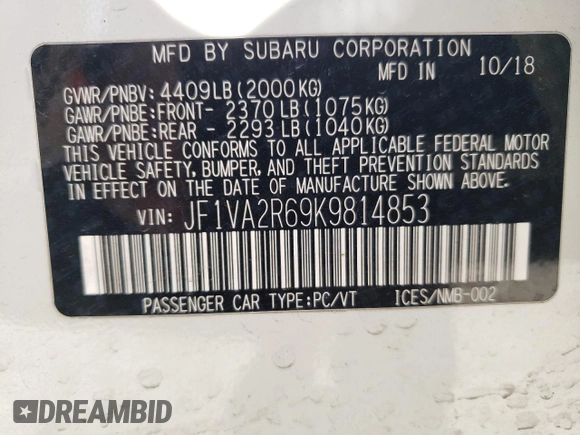 MFD BY SUBARU CORPORATION
MFD IN 10/18
GVWR/PNBV: 4409LB(2000KG)
GAWR/PNBE:FRONT- 2370LB(1075KG)
GAWR/PNBE:REAR - 2293LB(1040KG)
THIS VEHICLE CONFORMS TO ALL APPLICABLE FEDERAL MOTOR
VEHICLE SAFETY, BUMPER, AND THEFT PREVENTION STANDARDS
IN EFFECT ON THE DATE OF MANUFACTURE SHOWN ABOVE.
VIN: JF1VA2R69K9814853
PASSENGER CAR TYPE:PC/VT ICES/NMB-002
DREAMBID